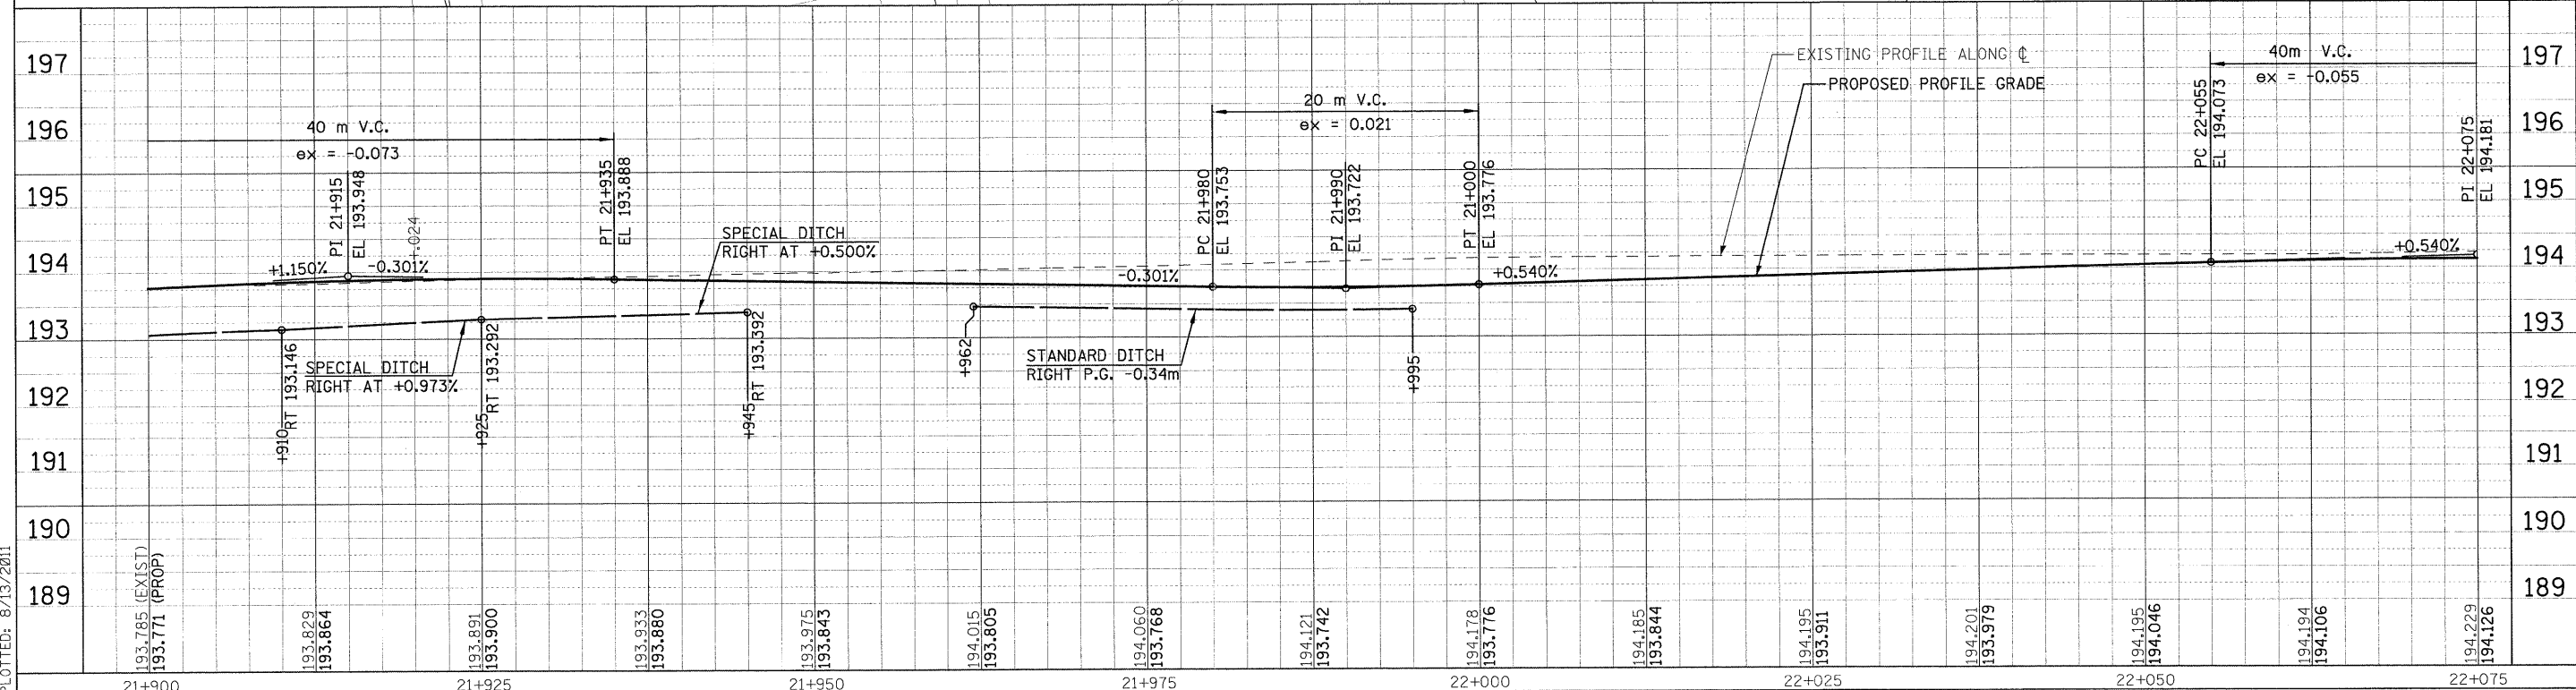 197
196
195
194
193
192
191
190
189
40 m V.C.
ex = -0.073
PI 21+915
EL 193.948
+.024
+1.150%
-0.301%
PT 21+935
EL 193.888
SPECIAL DITCH
RIGHT AT +0.500%
SPECIAL DITCH
RIGHT AT +0.973%
+910
RT 193.146
+925
RT 193.292
+945
RT 193.392
+962
STANDARD DITCH
RIGHT P.G. -0.34m
+995
-0.301%
20 m V.C.
ex = 0.021
PC 21+980
EL 193.753
PI 21+990
EL 193.722
PT 21+000
EL 193.776
+0.540%
EXISTING PROFILE ALONG ℄
PROPOSED PROFILE GRADE
40m V.C.
ex = -0.055
PC 22+055
EL 194.073
PI 22+075
EL 194.181
+0.540%
197
196
195
194
193
192
191
190
189
193.785 (EXIST)
193.771 (PROP)
193.829
193.864
193.891
193.900
193.933
193.880
193.975
193.843
194.015
193.805
194.060
193.768
194.121
193.742
194.178
193.776
194.185
193.844
194.195
193.911
194.201
193.979
194.195
194.046
194.194
194.106
194.229
194.126
21+900
21+925
21+950
21+975
22+000
22+025
22+050
22+075
PLOTTED: 8/13/2011